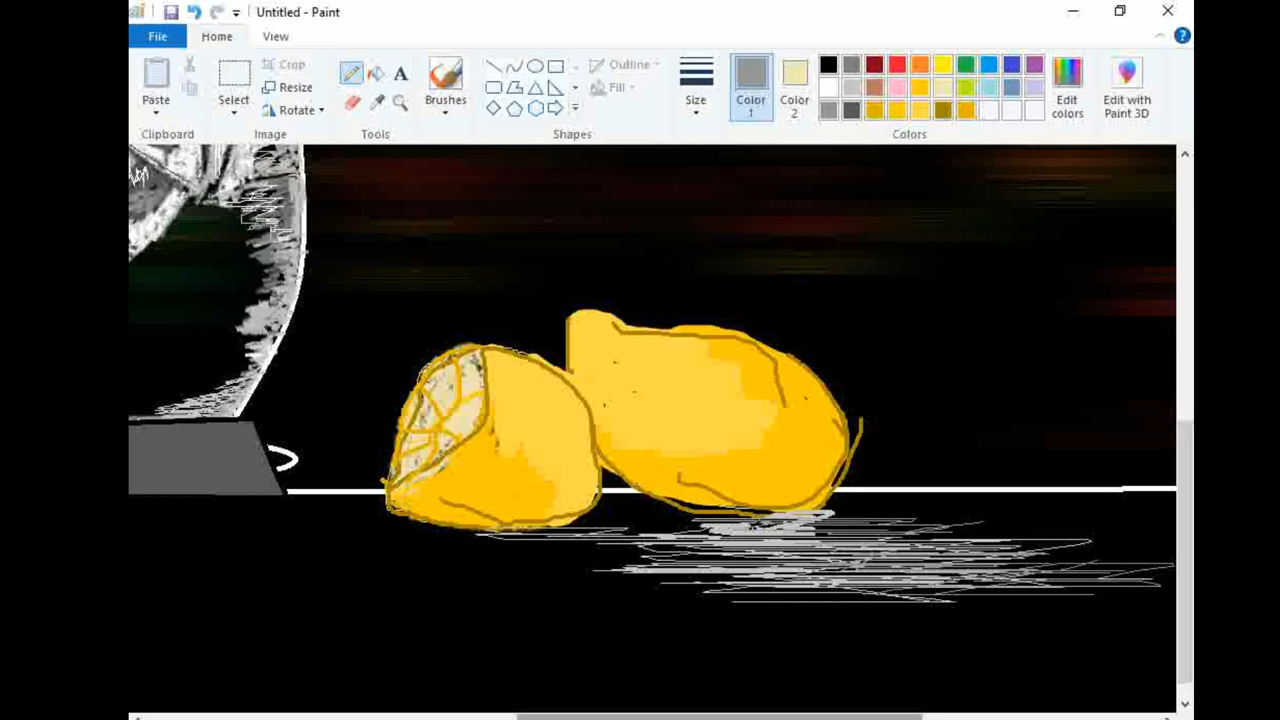 Untitled - Paint
File Home View
Paste
Clipboard
Select
Crop
Resize
Rotate
Image
A
Tools
Brushes
Shapes
Outline
Fill
Size
Color
1
Color
2
Colors
Edit
colors
Edit with
Paint 3D
?